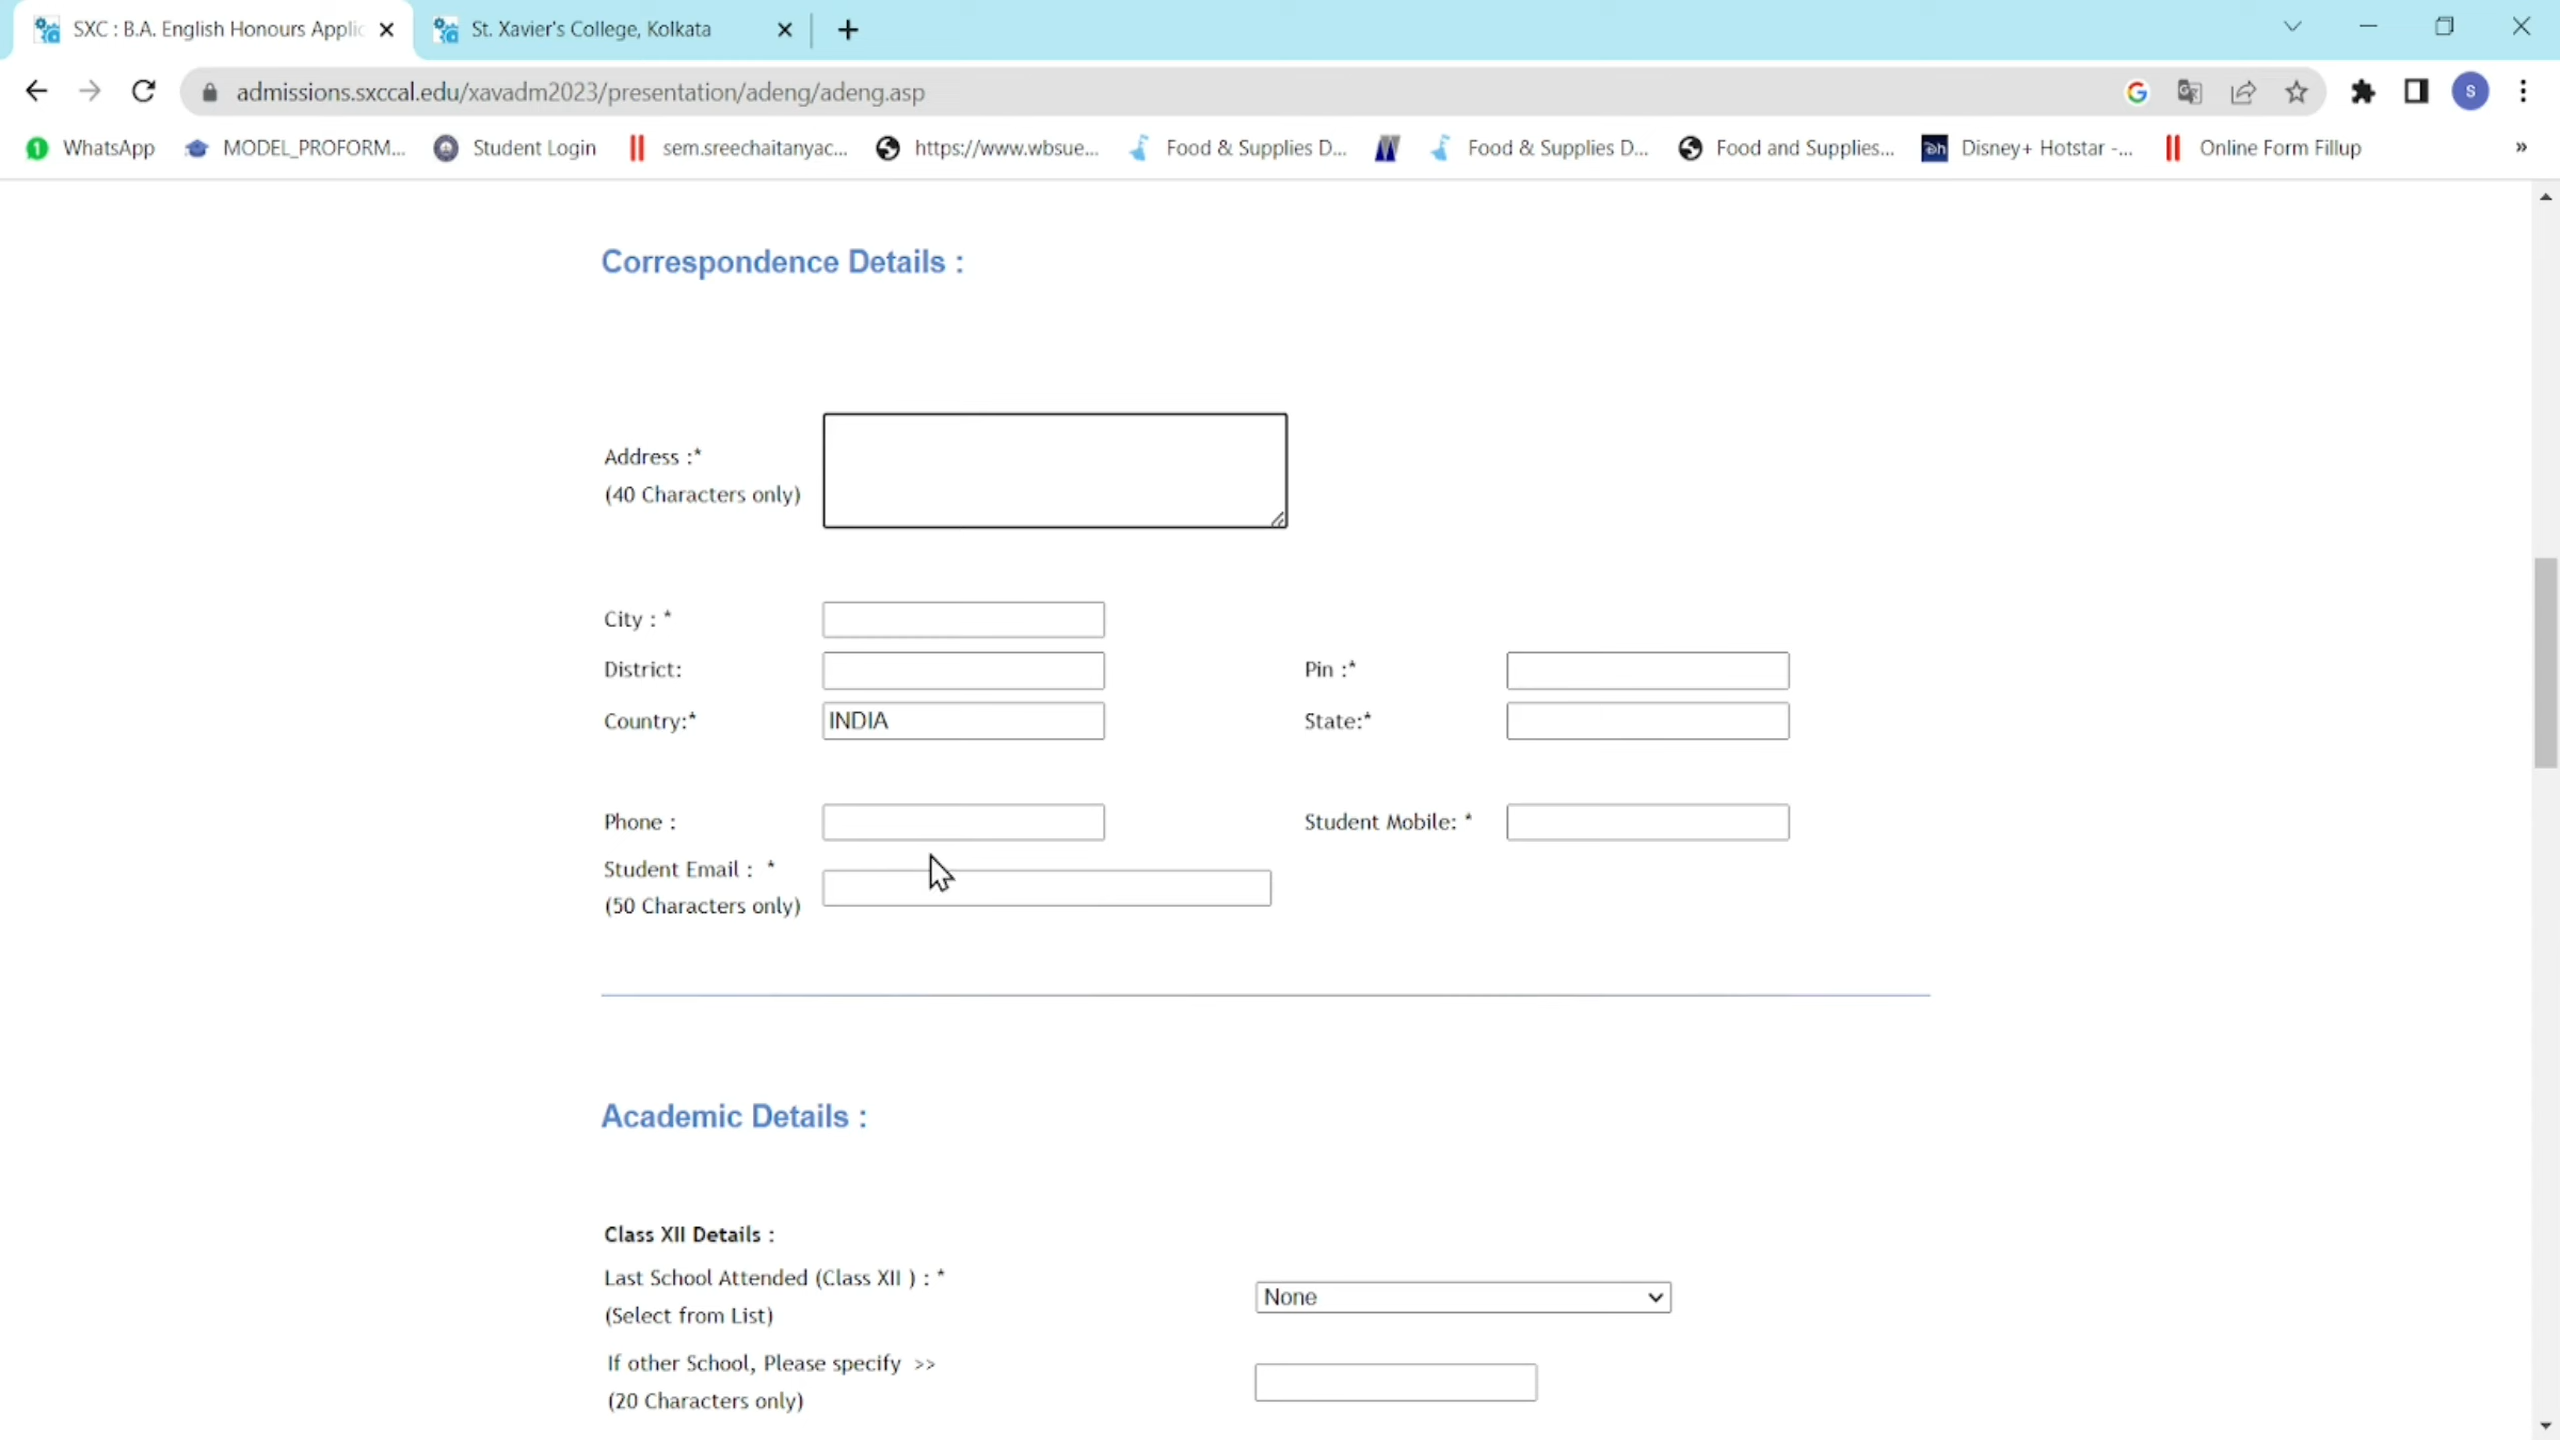 SXC : B.A. English Honours Applic
St. Xavier's College, Kolkata
admissions.sxccal.edu/xavadm2023/presentation/adeng/adeng.asp
S
WhatsApp MODEL_PROFORM... Student Login sem.sreechaitanyac... https://www.wbsue... Food & Supplies D... Food & Supplies D... Food and Supplies... Disney+ Hotstar -... Online Form Fillup »
Correspondence Details :
Address :*
(40 Characters only)
City : *
District: Pin :*
Country:* INDIA State:*
Phone : Student Mobile: *
Student Email : *
(50 Characters only)
Academic Details :
Class XII Details :
Last School Attended (Class XII ) : *
(Select from List)
None
If other School, Please specify >>
(20 Characters only)